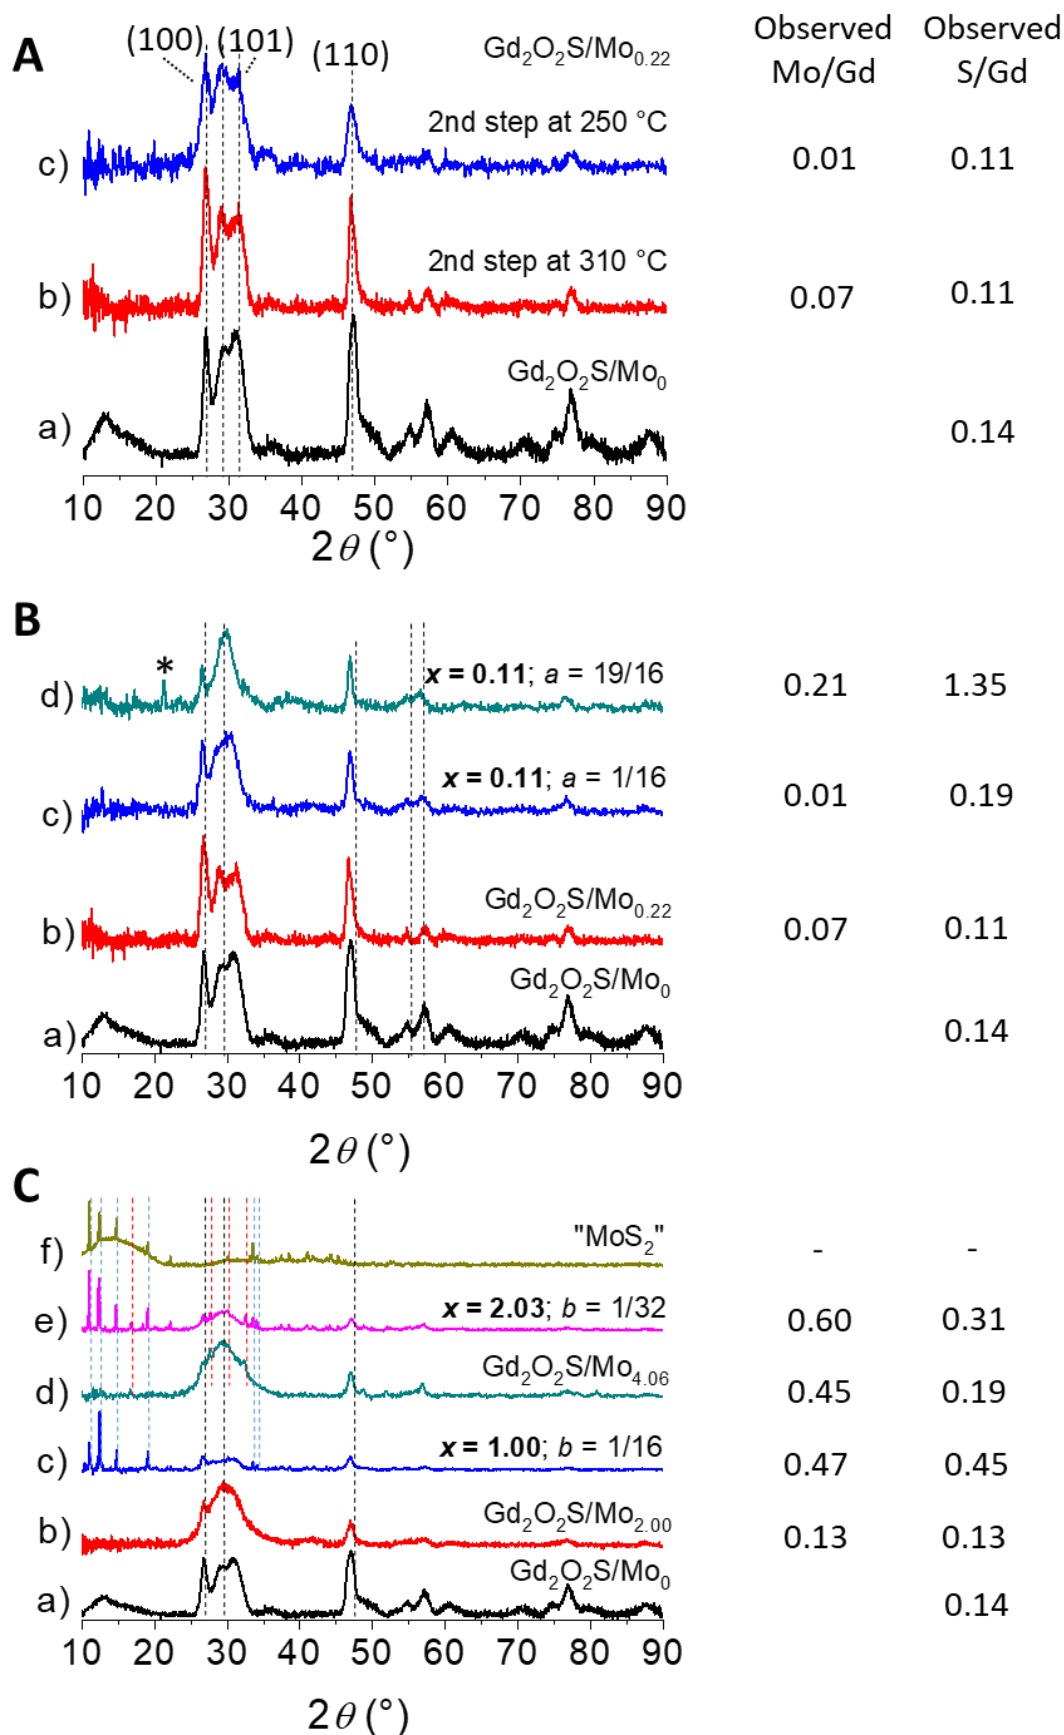 Observed Observed
A (100) (101) (110) Gd₂O₂S/Mo₀.₂₂ Mo/Gd S/Gd
c) 2nd step at 250 °C 0.01 0.11
b) 2nd step at 310 °C 0.07 0.11
a) Gd₂O₂S/Mo₀ 0.14
10 20 30 40 50 60 70 80 90
2θ (°)
B
*
d) x = 0.11; a = 19/16 0.21 1.35
c) x = 0.11; a = 1/16 0.01 0.19
b) Gd₂O₂S/Mo₀.₂₂ 0.07 0.11
a) Gd₂O₂S/Mo₀ 0.14
10 20 30 40 50 60 70 80 90
2θ (°)
C
f) "MoS₂" - -
e) x = 2.03; b = 1/32 0.60 0.31
d) Gd₂O₂S/Mo₄.₀₆ 0.45 0.19
c) x = 1.00; b = 1/16 0.47 0.45
b) Gd₂O₂S/Mo₂.₀₀ 0.13 0.13
a) Gd₂O₂S/Mo₀ 0.14
10 20 30 40 50 60 70 80 90
2θ (°)